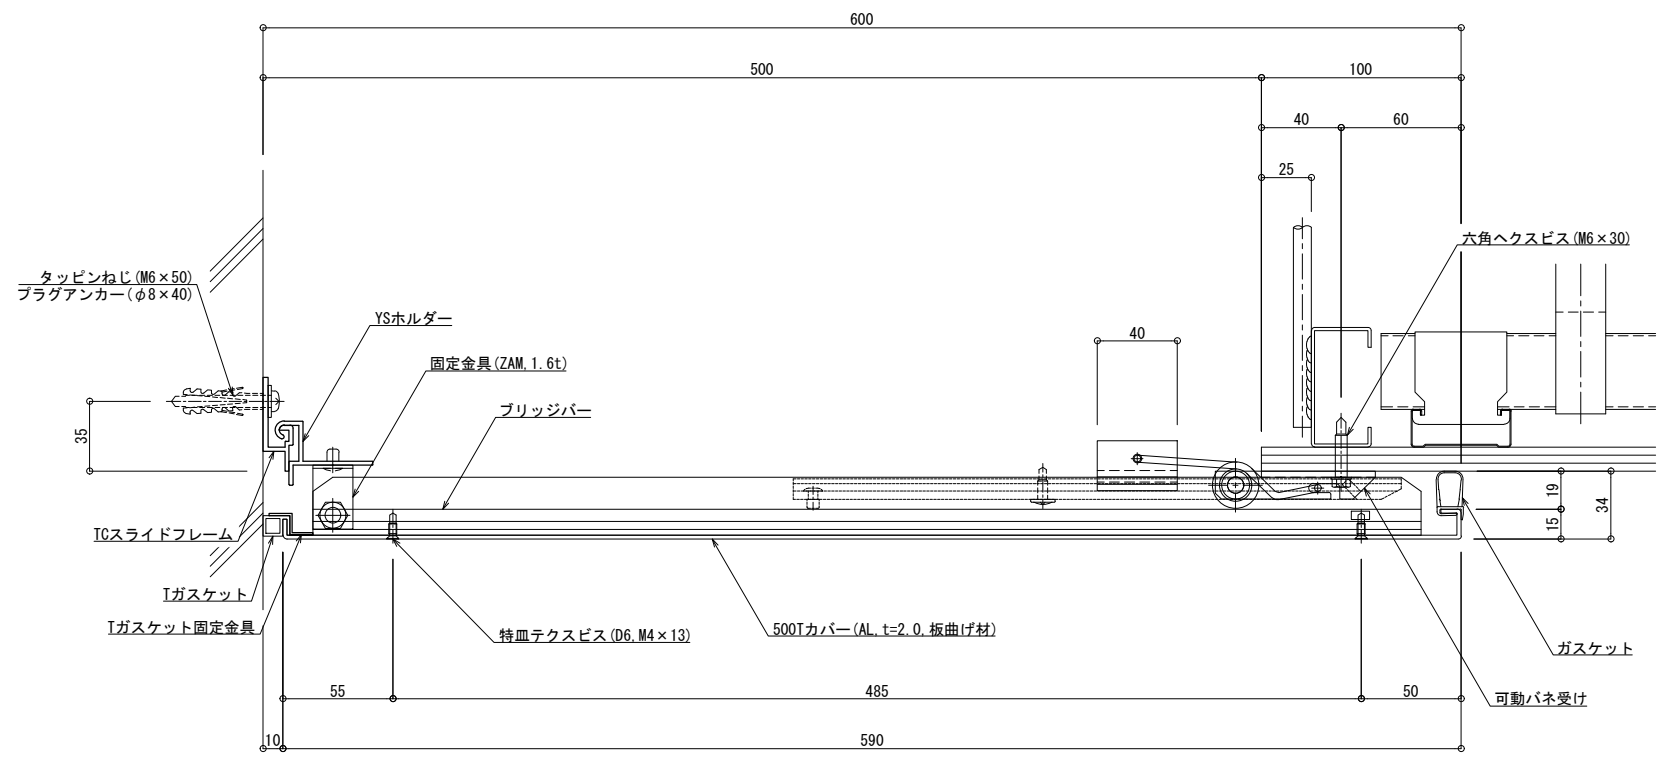 600
500
100
40
60
25
六角ヘクスビス(M6×30)
タッピンねじ(M6×50)
プラグアンカー(φ8×40)
YSホルダー
40
固定金具(ZAM,1.6t)
ブリッジバー
35
19
34
15
TCスライドフレーム
Tガスケット
Tガスケット固定金具
特皿テクスビス(D6,M4×13)
500Tカバー(AL,t=2.0,板曲げ材)
ガスケット
可動バネ受け
55
485
50
10
590